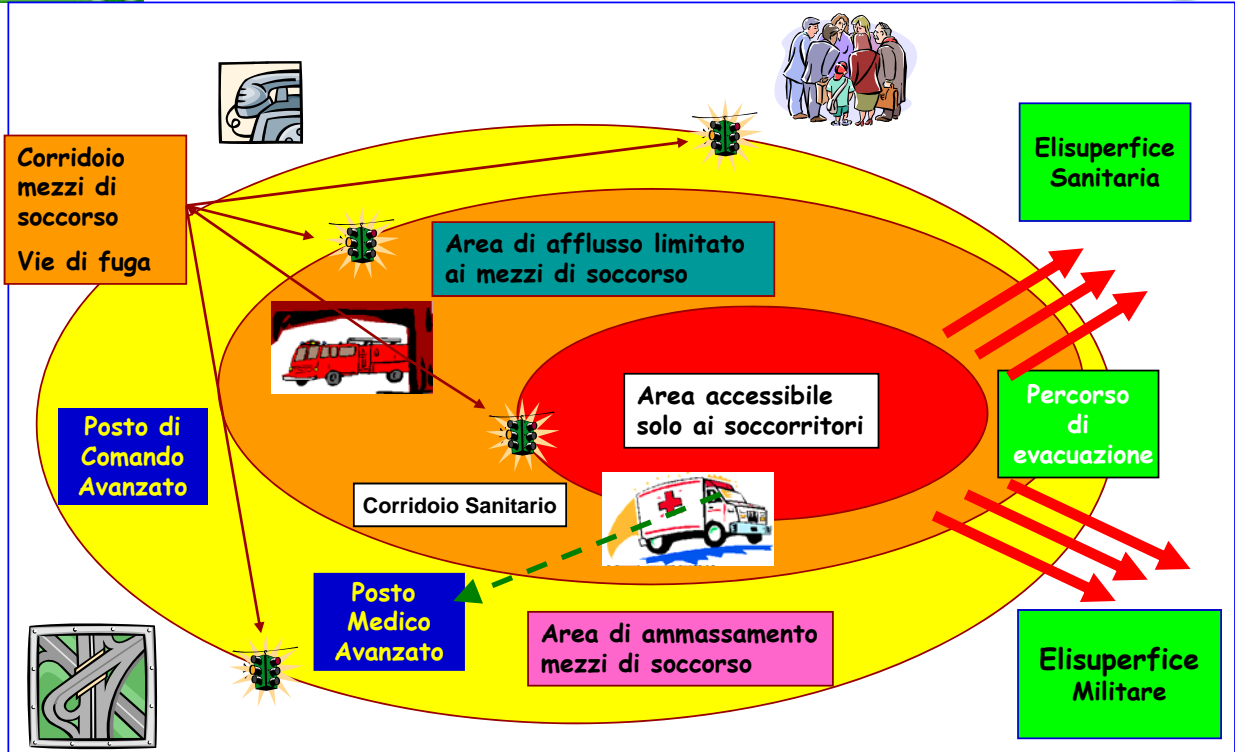 Corridoio
mezzi di
soccorso
Vie di fuga
Elisuperfice
Sanitaria
Area di afflusso limitato
ai mezzi di soccorso
Area accessibile
solo ai soccorritori
Percorso
di
evacuazione
Posto di
Comando
Avanzato
Corridoio Sanitario
Posto
Medico
Avanzato
Area di ammassamento
mezzi di soccorso
Elisuperfice
Militare